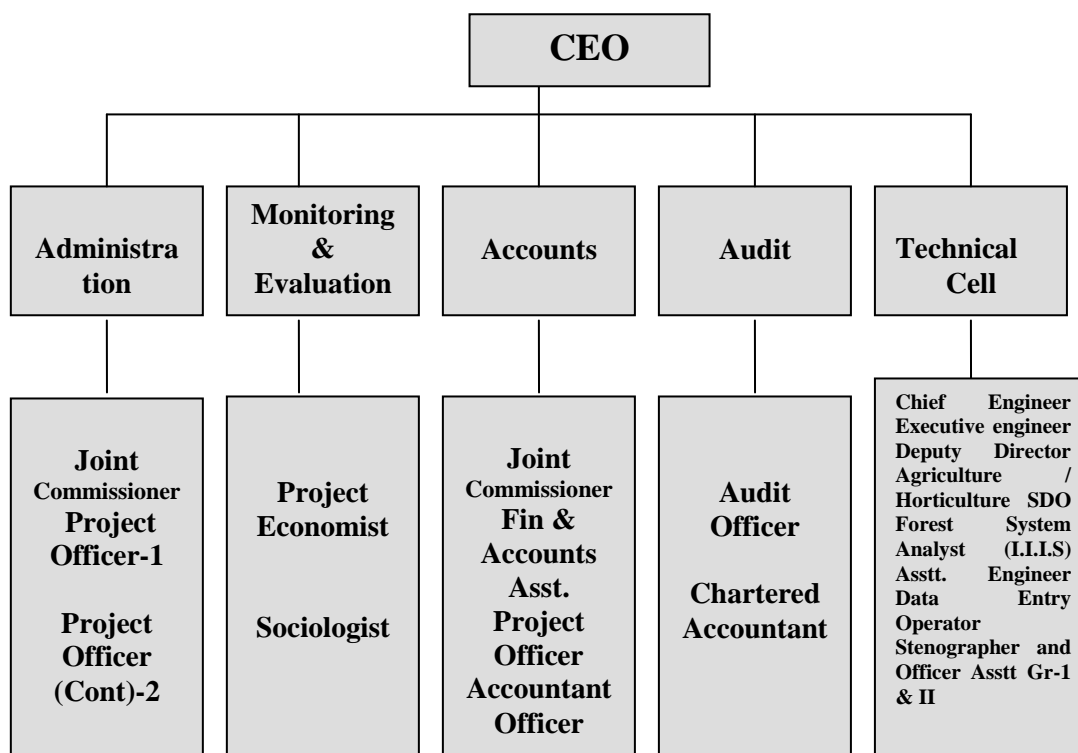 CEO
Administra
tion
Monitoring
&
Evaluation
Accounts
Audit
Technical
Cell
Joint
Commissioner
Project
Officer-1
Project
Officer
(Cont)-2
Project
Economist
Sociologist
Joint
Commissioner
Fin &
Accounts
Asst.
Project
Officer
Accountant
Officer
Audit
Officer
Chartered
Accountant
Chief Engineer
Executive engineer
Deputy Director
Agriculture /
Horticulture SDO
Forest System
Analyst (I.I.I.S)
Asstt. Engineer
Data Entry
Operator
Stenographer and
Officer Asstt Gr-1
& II